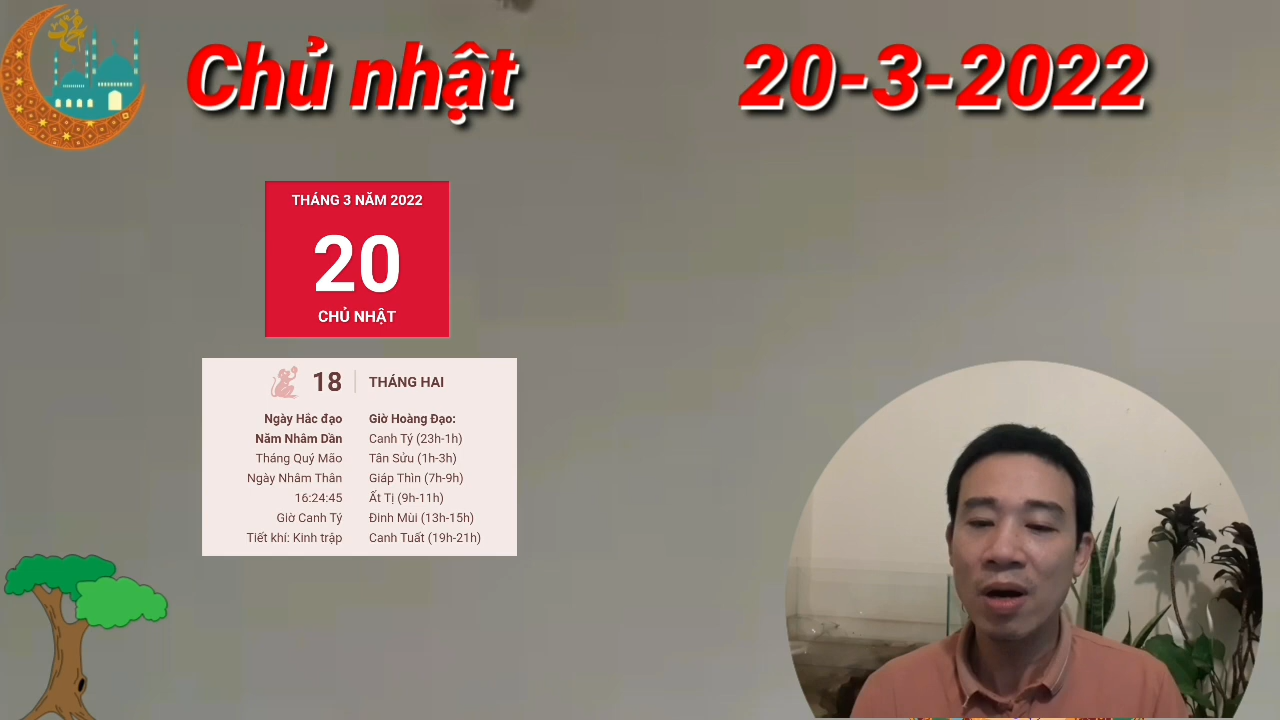 Chủ nhật 20-3-2022
THÁNG 3 NĂM 2022
20
CHỦ NHẬT
18 THÁNG HAI
Ngày Hắc đạo
Năm Nhâm Dần
Tháng Quý Mão
Ngày Nhâm Thân
16:24:45
Giờ Canh Tý
Tiết khí: Kinh trập
Giờ Hoàng Đạo:
Canh Tý (23h-1h)
Tân Sửu (1h-3h)
Giáp Thìn (7h-9h)
Ất Tị (9h-11h)
Đinh Mùi (13h-15h)
Canh Tuất (19h-21h)